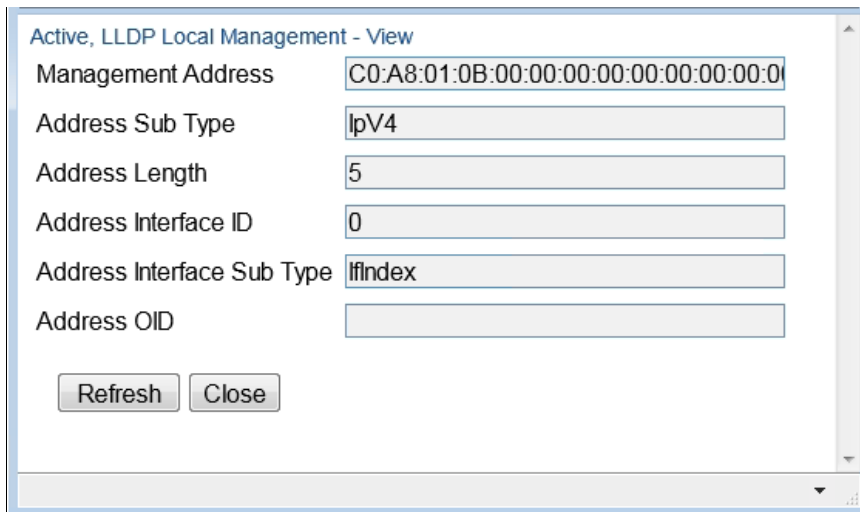 Active, LLDP Local Management - View
Management Address C0:A8:01:0B:00:00:00:00:00:00:00:0
Address Sub Type IpV4
Address Length 5
Address Interface ID 0
Address Interface Sub Type IfIndex
Address OID
Refresh Close